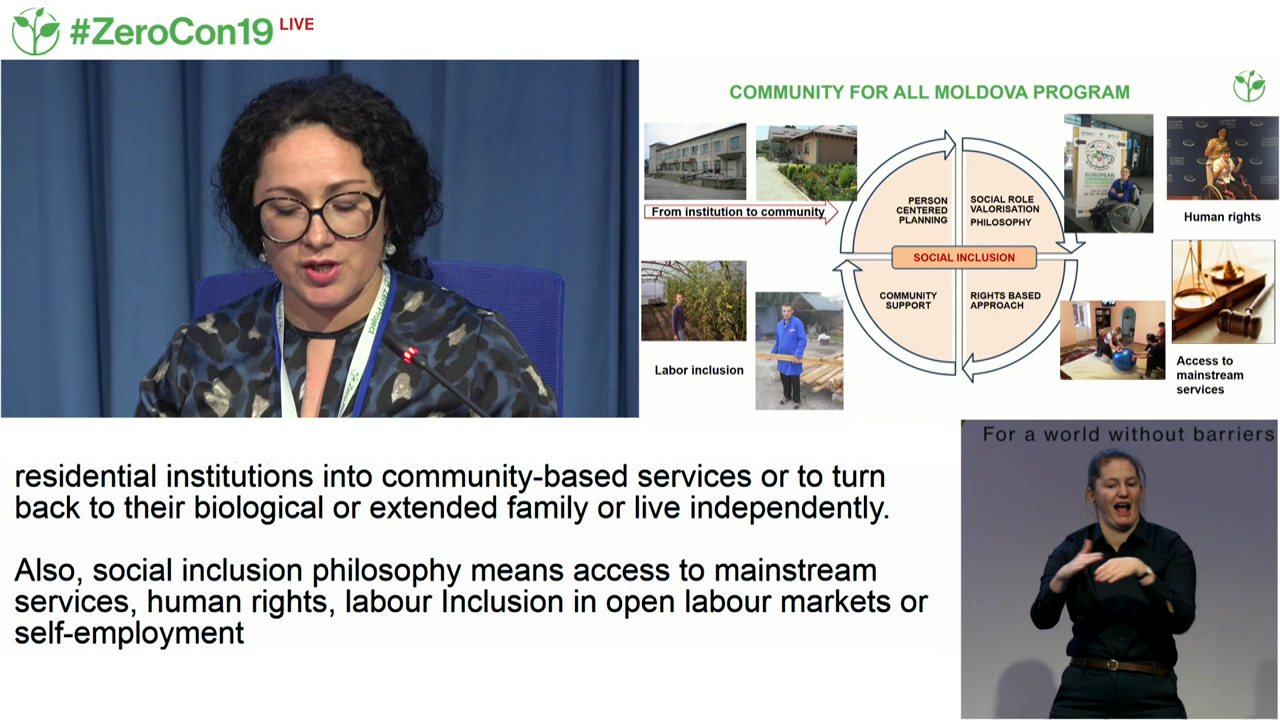 #ZeroCon19 LIVE
COMMUNITY FOR ALL MOLDOVA PROGRAM
From institution to community
PERSON
CENTERED
PLANNING
SOCIAL ROLE
VALORISATION
PHILOSOPHY
SOCIAL INCLUSION
COMMUNITY
SUPPORT
RIGHTS BASED
APPROACH
Human rights
Labor inclusion
Access to
mainstream
services
EUROPEAN
Zero Project
residential institutions into community-based services or to turn
back to their biological or extended family or live independently.
Also, social inclusion philosophy means access to mainstream
services, human rights, labour Inclusion in open labour markets or
self-employment
For a world without barriers